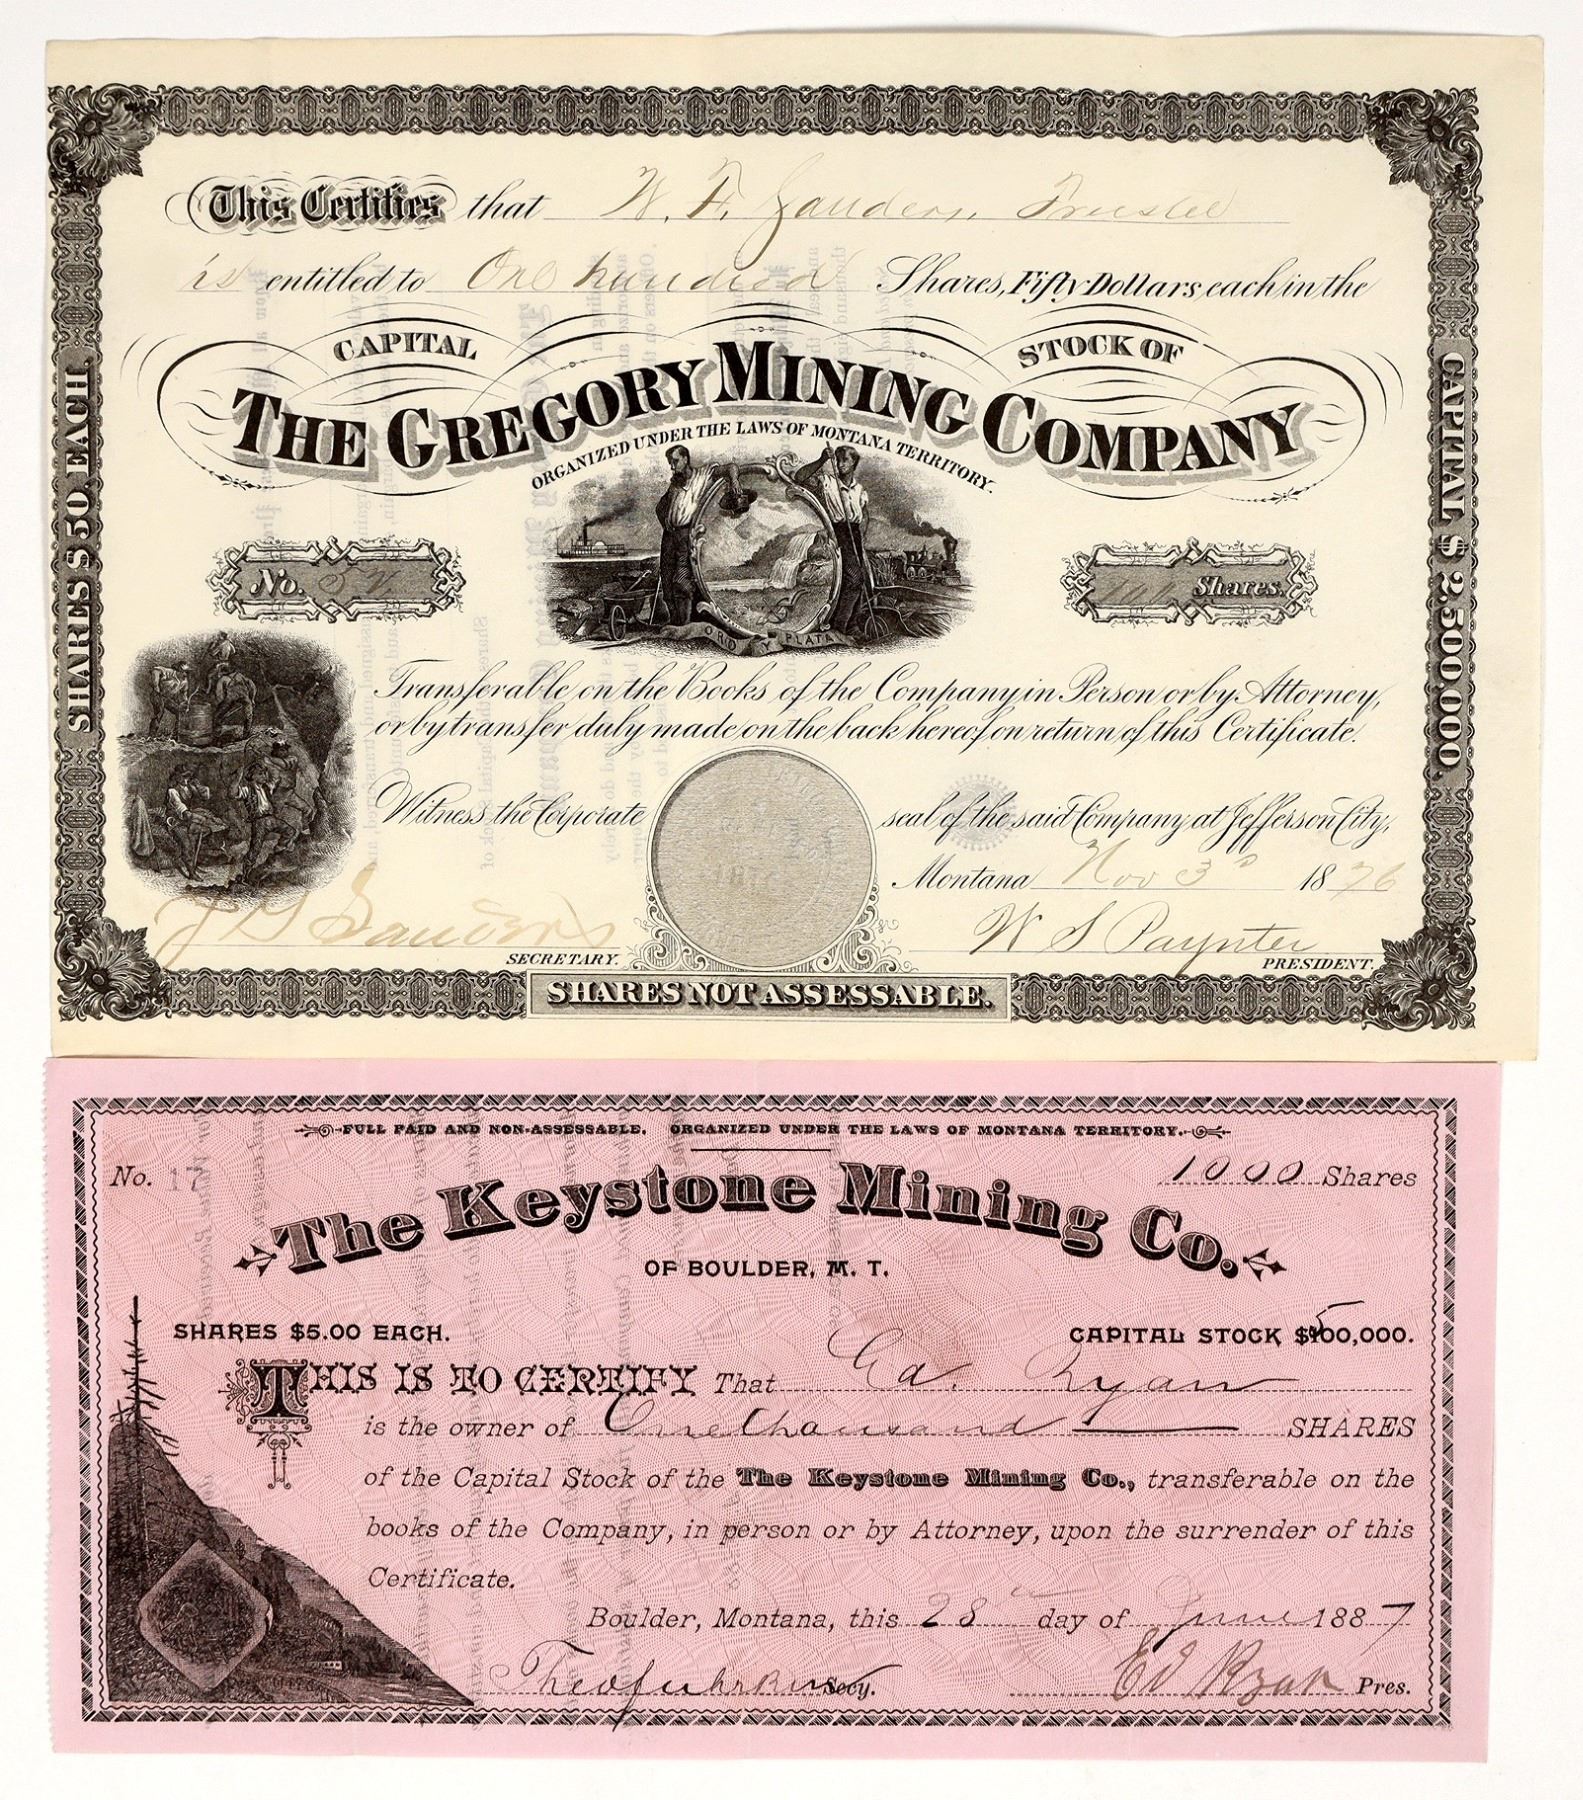 This Certifies that W. F. Sanders, Trustee
is entitled to One hundred Shares, Fifty Dollars each in the
CAPITAL STOCK OF
THE GREGORY MINING COMPANY
ORGANIZED UNDER THE LAWS OF MONTANA TERRITORY.
SHARES $50, EACH.
CAPITAL $2,500,000.
No.
100 Shares.
ORO Y PLATA
Transferable on the Books of the Company in Person or by Attorney,
or by transfer duly made on the back hereof on return of this Certificate.
Witness the Corporate seal of the said Company at Jefferson City,
Montana Nov 3d 1876
Sanders
SECRETARY.
W S Paynter
PRESIDENT.
SHARES NOT ASSESSABLE.
FULL PAID AND NON-ASSESSABLE. ORGANIZED UNDER THE LAWS OF MONTANA TERRITORY.
No. 17
1000 Shares
The Keystone Mining Co.
OF BOULDER, M. T.
SHARES $5.00 EACH.
CAPITAL STOCK $500,000.
THIS IS TO CERTIFY That Ed. Ryan
is the owner of One thousand SHARES
of the Capital Stock of the The Keystone Mining Co., transferable on the
books of the Company, in person or by Attorney, upon the surrender of this
Certificate.
Boulder, Montana, this 28th day of June 1887
Secy.
Ed Ryan Pres.